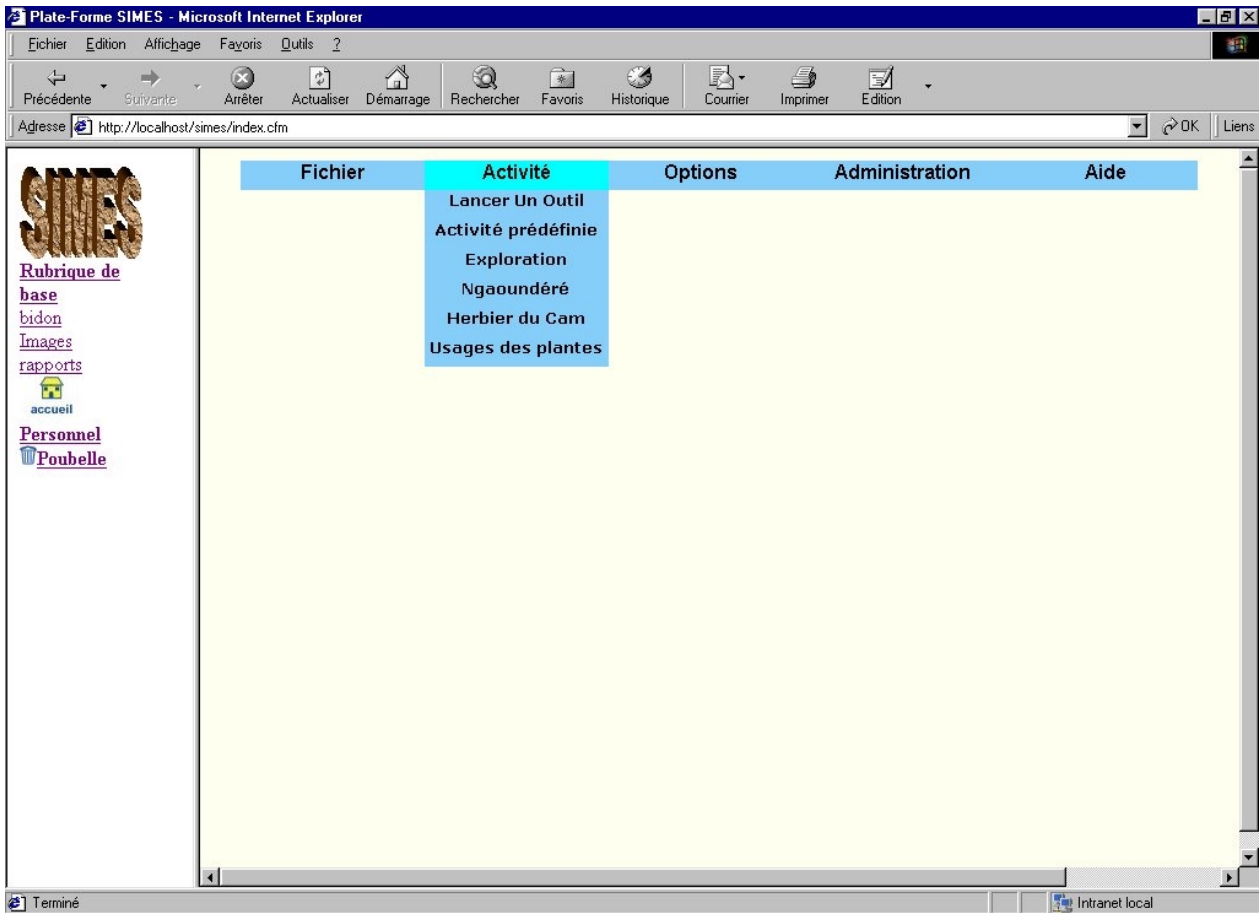 Plate-Forme SIMES - Microsoft Internet Explorer
Fichier Edition Affichage Favoris Outils ?
Précédente Suivante Arrêter Actualiser Démarrage Rechercher Favoris Historique Courrier Imprimer Edition
Adresse http://localhost/simes/index.cfm OK Liens
SIMES
Rubrique de
base
bidon
Images
rapports
accueil
Personnel
Poubelle
Fichier Activité Options Administration Aide
Lancer Un Outil
Activité prédéfinie
Exploration
Ngaoundéré
Herbier du Cam
Usages des plantes
Terminé Intranet local